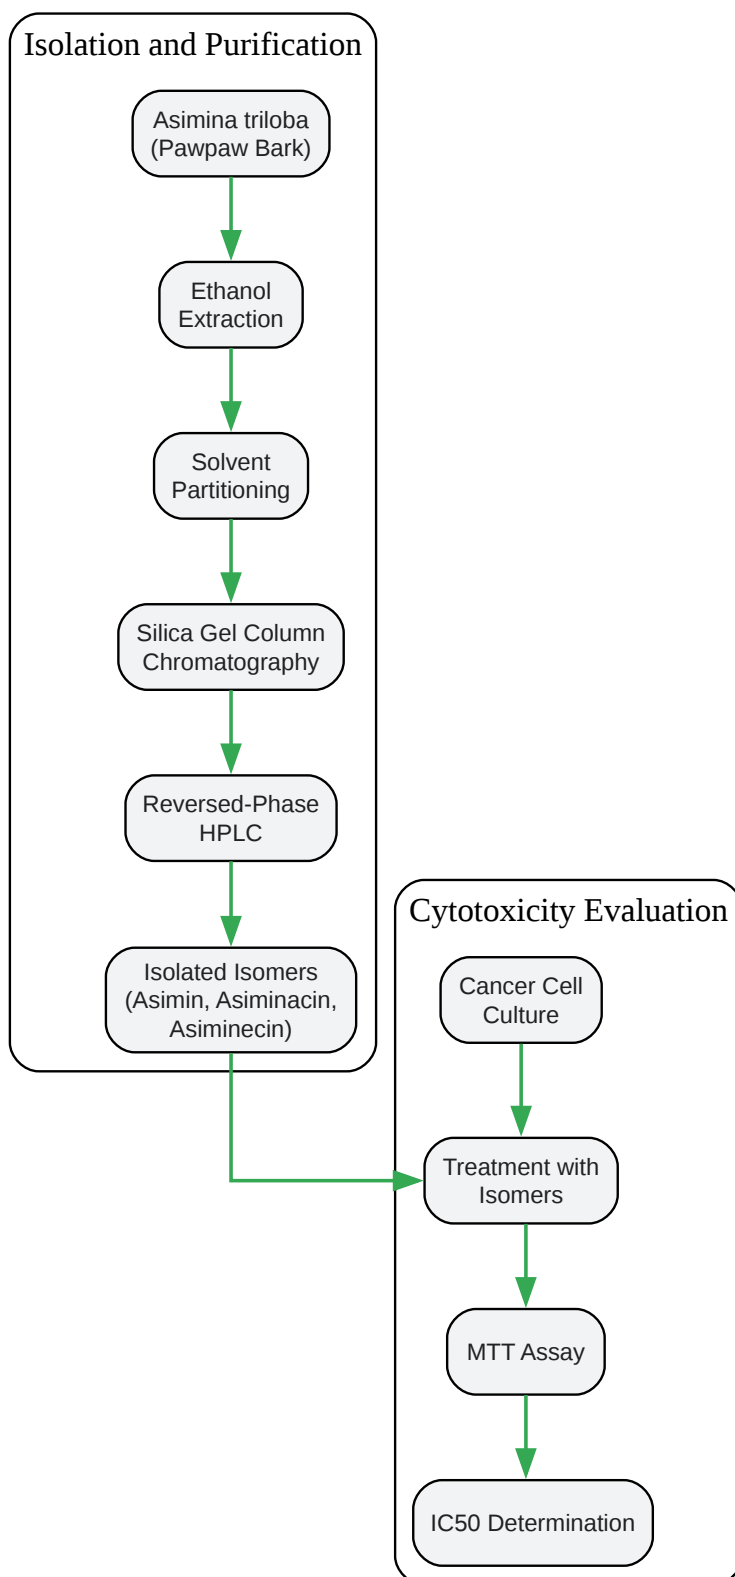 Isolation and Purification
Asimina triloba
(Pawpaw Bark)
Ethanol
Extraction
Solvent
Partitioning
Silica Gel Column
Chromatography
Reversed-Phase
HPLC
Isolated Isomers
(Asimin, Asiminacin,
Asiminecin)
Cytotoxicity Evaluation
Cancer Cell
Culture
Treatment with
Isomers
MTT Assay
IC50 Determination